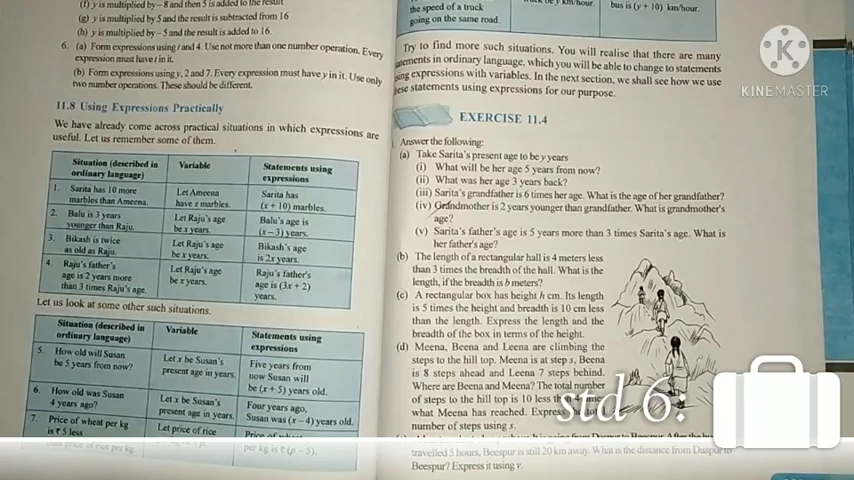 (f) y is multiplied by – 8 and then 5 is added to the result
(g) y is multiplied by 5 and the result is subtracted from 16
(h) y is multiplied by – 5 and the result is added to 16.
6. (a) Form expressions using t and 4. Use not more than one number operation. Every
expression must have t in it.
(b) Form expressions using y, 2 and 7. Every expression must have y in it. Use only
two number operations. These should be different.
11.8 Using Expressions Practically
We have already come across practical situations in which expressions are
useful. Let us remember some of them.
Situation (described in ordinary language) Variable Statements using expressions
1. Sarita has 10 more marbles than Ameena. Let Ameena have x marbles. Sarita has (x + 10) marbles.
2. Balu is 3 years younger than Raju. Let Raju's age be x years. Balu's age is (x – 3) years.
3. Bikash is twice as old as Raju. Let Raju's age be x years. Bikash's age is 2x years.
4. Raju's father's age is 2 years more than 3 times Raju's age. Let Raju's age be x years. Raju's father's age is (3x + 2) years.
Let us look at some other such situations.
Situation (described in ordinary language) Variable Statements using expressions
5. How old will Susan be 5 years from now? Let x be Susan's present age in years. Five years from now Susan will be (x + 5) years old.
6. How old was Susan 4 years ago? Let x be Susan's present age in years. Four years ago, Susan was (x – 4) years old.
7. Price of wheat per kg is ₹ 5 less price of rice per kg. Let price of rice Price of per kg is ₹ (p – 5).
the speed of a truck
going on the same road.
km/hour.
bus is (y + 10) km/hour.
Try to find more such situations. You will realise that there are many
in ordinary language, which you will be able to change to statements
using expressions with variables. In the next section, we shall see how we use
these statements using expressions for our purpose.
EXERCISE 11.4
1. Answer the following:
(a) Take Sarita's present age to be y years
(i) What will be her age 5 years from now?
(ii) What was her age 3 years back?
(iii) Sarita's grandfather is 6 times her age. What is the age of her grandfather?
(iv) Grandmother is 2 years younger than grandfather. What is grandmother's
age?
(v) Sarita's father's age is 5 years more than 3 times Sarita's age. What is
her father's age?
(b) The length of a rectangular hall is 4 meters less
than 3 times the breadth of the hall. What is the
length, if the breadth is b meters?
(c) A rectangular box has height h cm. Its length
is 5 times the height and breadth is 10 cm less
than the length. Express the length and the
breadth of the box in terms of the height.
(d) Meena, Beena and Leena are climbing the
steps to the hill top. Meena is at step s, Beena
is 8 steps ahead and Leena 7 steps behind.
Where are Beena and Meena? The total number
of steps to the hill top is 10 less 4
what Meena has reached. Express
number of steps using s.
travelled 5 hours, Beespur is still 20 km away. What is the distance from Daspur to
Beespur? Express it using v.
KINEMASTER
std 6: